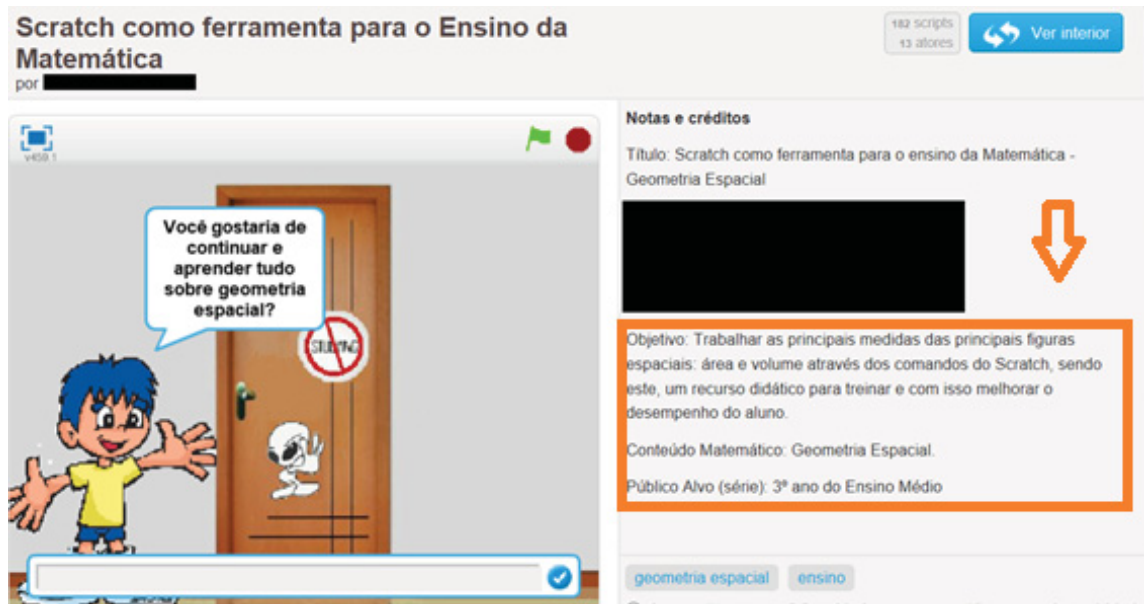 Scratch como ferramenta para o Ensino da
Matemática
por
182 scripts
13 atores
Ver interior
v459.1
Você gostaria de
continuar e
aprender tudo
sobre geometria
espacial?
STUDYING
Notas e créditos
Título: Scratch como ferramenta para o ensino da Matemática -
Geometria Espacial
Objetivo: Trabalhar as principais medidas das principais figuras
espaciais: área e volume através dos comandos do Scratch, sendo
este, um recurso didático para treinar e com isso melhorar o
desempenho do aluno.
Conteúdo Matemático: Geometria Espacial.
Público Alvo (série): 3ª ano do Ensino Médio
geometria espacial
ensino